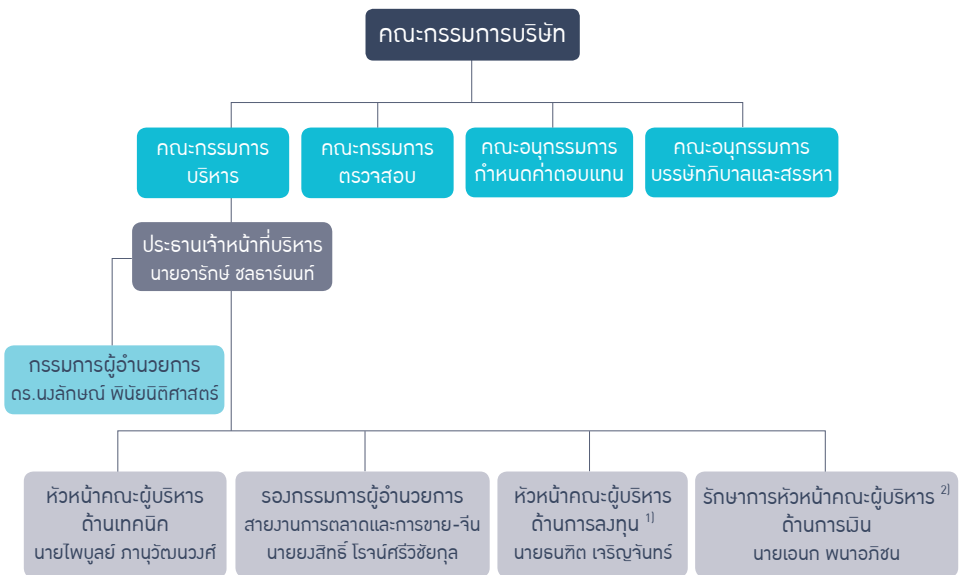 คณะกรรมการบริษัท
คณะกรรมการ
บริหาร
คณะกรรมการ
ตรวจสอบ
คณะอนุกรรมการ
กำหนดค่าตอบแทน
คณะอนุกรรมการ
บรรษัทภิบาลและสรรหา
ประธานเจ้าหน้าที่บริหาร
นายอารักษ์ ชลธาร์นนท์
กรรมการผู้อำนวยการ
ดร.นงลักษณ์ พินัยนิติศาสตร์
หัวหน้าคณะผู้บริหาร
ด้านเทคนิค
นายไพบูลย์ ภานุวัฒนวงศ์
รองกรรมการผู้อำนวยการ
สายงานการตลาดและการขาย-จีน
นายยงสิทธิ์ โรจน์ศรีวิชัยกุล
หัวหน้าคณะผู้บริหาร
ด้านการลงทุน 1)
นายธนฑิต เจริญจันทร์
รักษาการหัวหน้าคณะผู้บริหาร 2)
ด้านการเงิน
นายเอนก พนาอภิชน